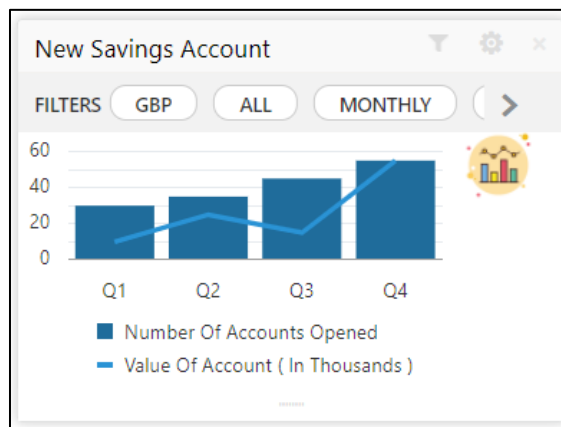 New Savings Account
FILTERS GBP ALL MONTHLY
60
40
20
0
Q1 Q2 Q3 Q4
Number Of Accounts Opened
Value Of Account ( In Thousands )